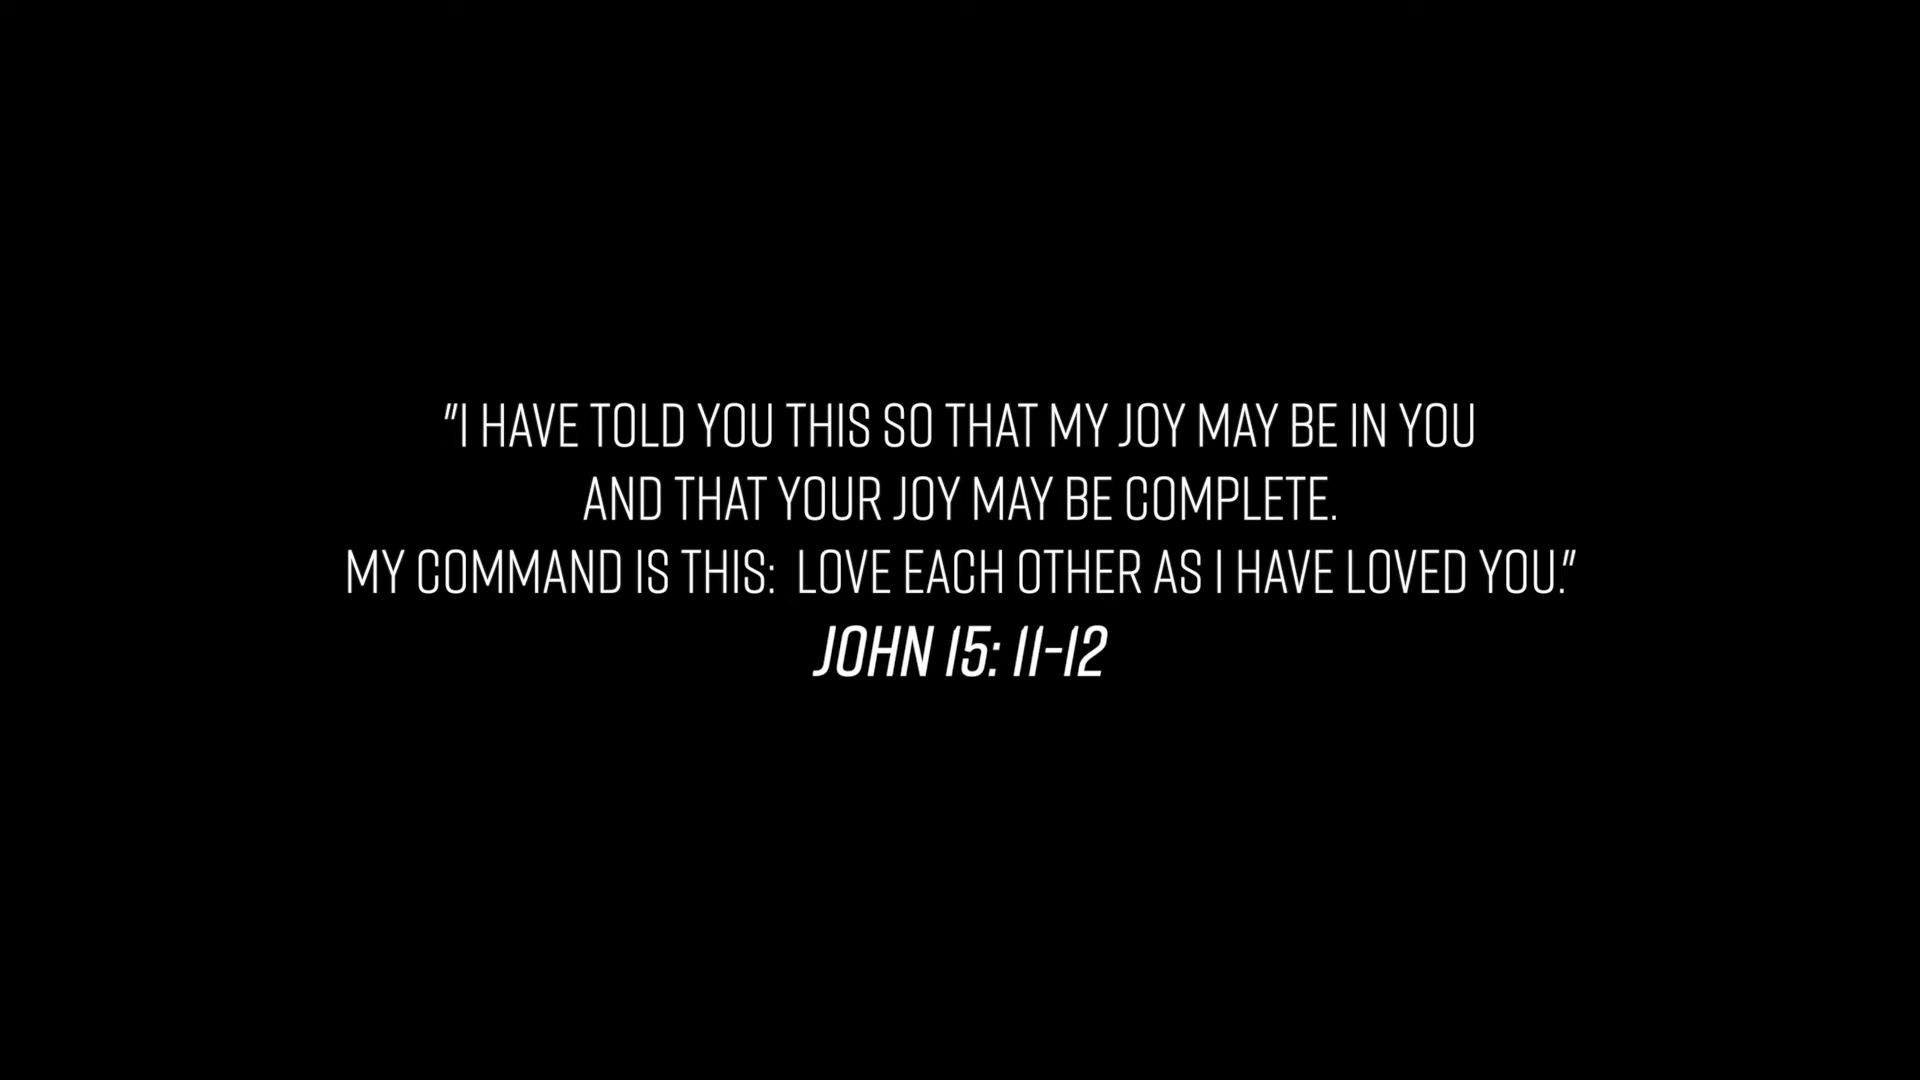 "I HAVE TOLD YOU THIS SO THAT MY JOY MAY BE IN YOU
AND THAT YOUR JOY MAY BE COMPLETE.
MY COMMAND IS THIS:  LOVE EACH OTHER AS I HAVE LOVED YOU."
JOHN 15: 11-12